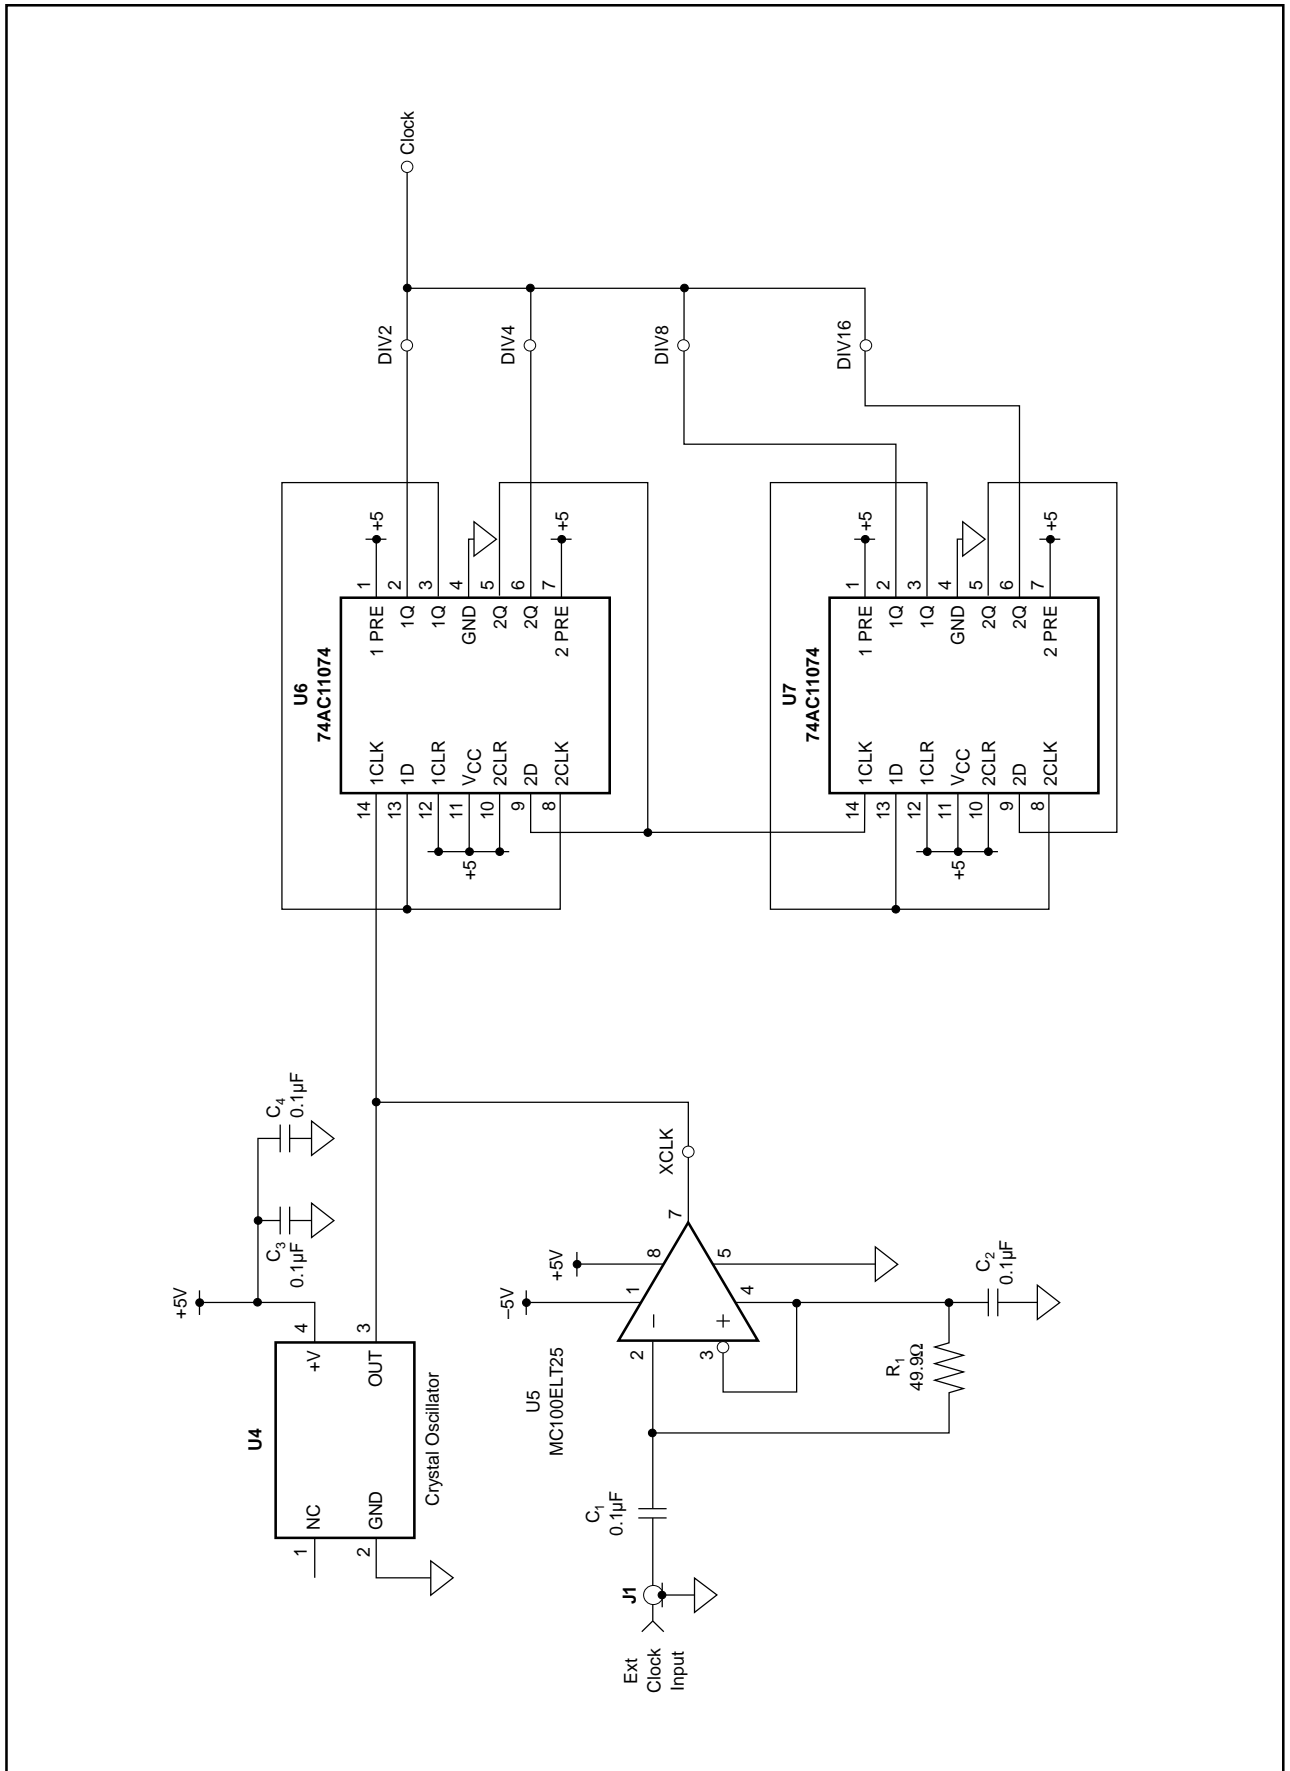 Clock
DIV2
DIV4
DIV8
DIV16
U6
74AC11074
14 1CLK
13 1D
12 1CLR
11 VCC
10 2CLR
9 2D
8 2CLK
+5
1 PRE 1
1Q 2
1Q 3
GND 4
2Q 5
2Q 6
2 PRE 7
+5
+5
U7
74AC11074
14 1CLK
13 1D
12 1CLR
11 VCC
10 2CLR
9 2D
8 2CLK
+5
1 PRE 1
1Q 2
1Q 3
GND 4
2Q 5
2Q 6
2 PRE 7
+5
+5
+5V
C4
0.1µF
C3
0.1µF
U4
1 NC
2 GND
+V 4
OUT 3
Crystal Oscillator
XCLK
–5V
+5V
U5
MC100ELT25
2
3
1
8
7
5
4
–
+
C2
0.1µF
R1
49.9Ω
C1
0.1µF
J1
Ext
Clock
Input